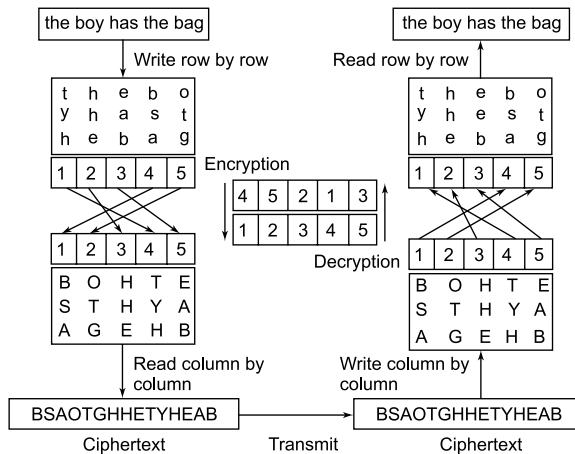 the boy has the bag
Write row by row
t h e b o
y h a s t
h e b a g
1 2 3 4 5
1 2 3 4 5
B O H T E
S T H Y A
A G E H B
Read column by
column
BSAOTGHHETYHEAB
Ciphertext
Encryption
4 5 2 1 3
1 2 3 4 5
Decryption
Transmit
the boy has the bag
Read row by row
t h e b o
y h a s t
h e b a g
1 2 3 4 5
1 2 3 4 5
B O H T E
S T H Y A
A G E H B
Write column by
column
BSAOTGHHETYHEAB
Ciphertext